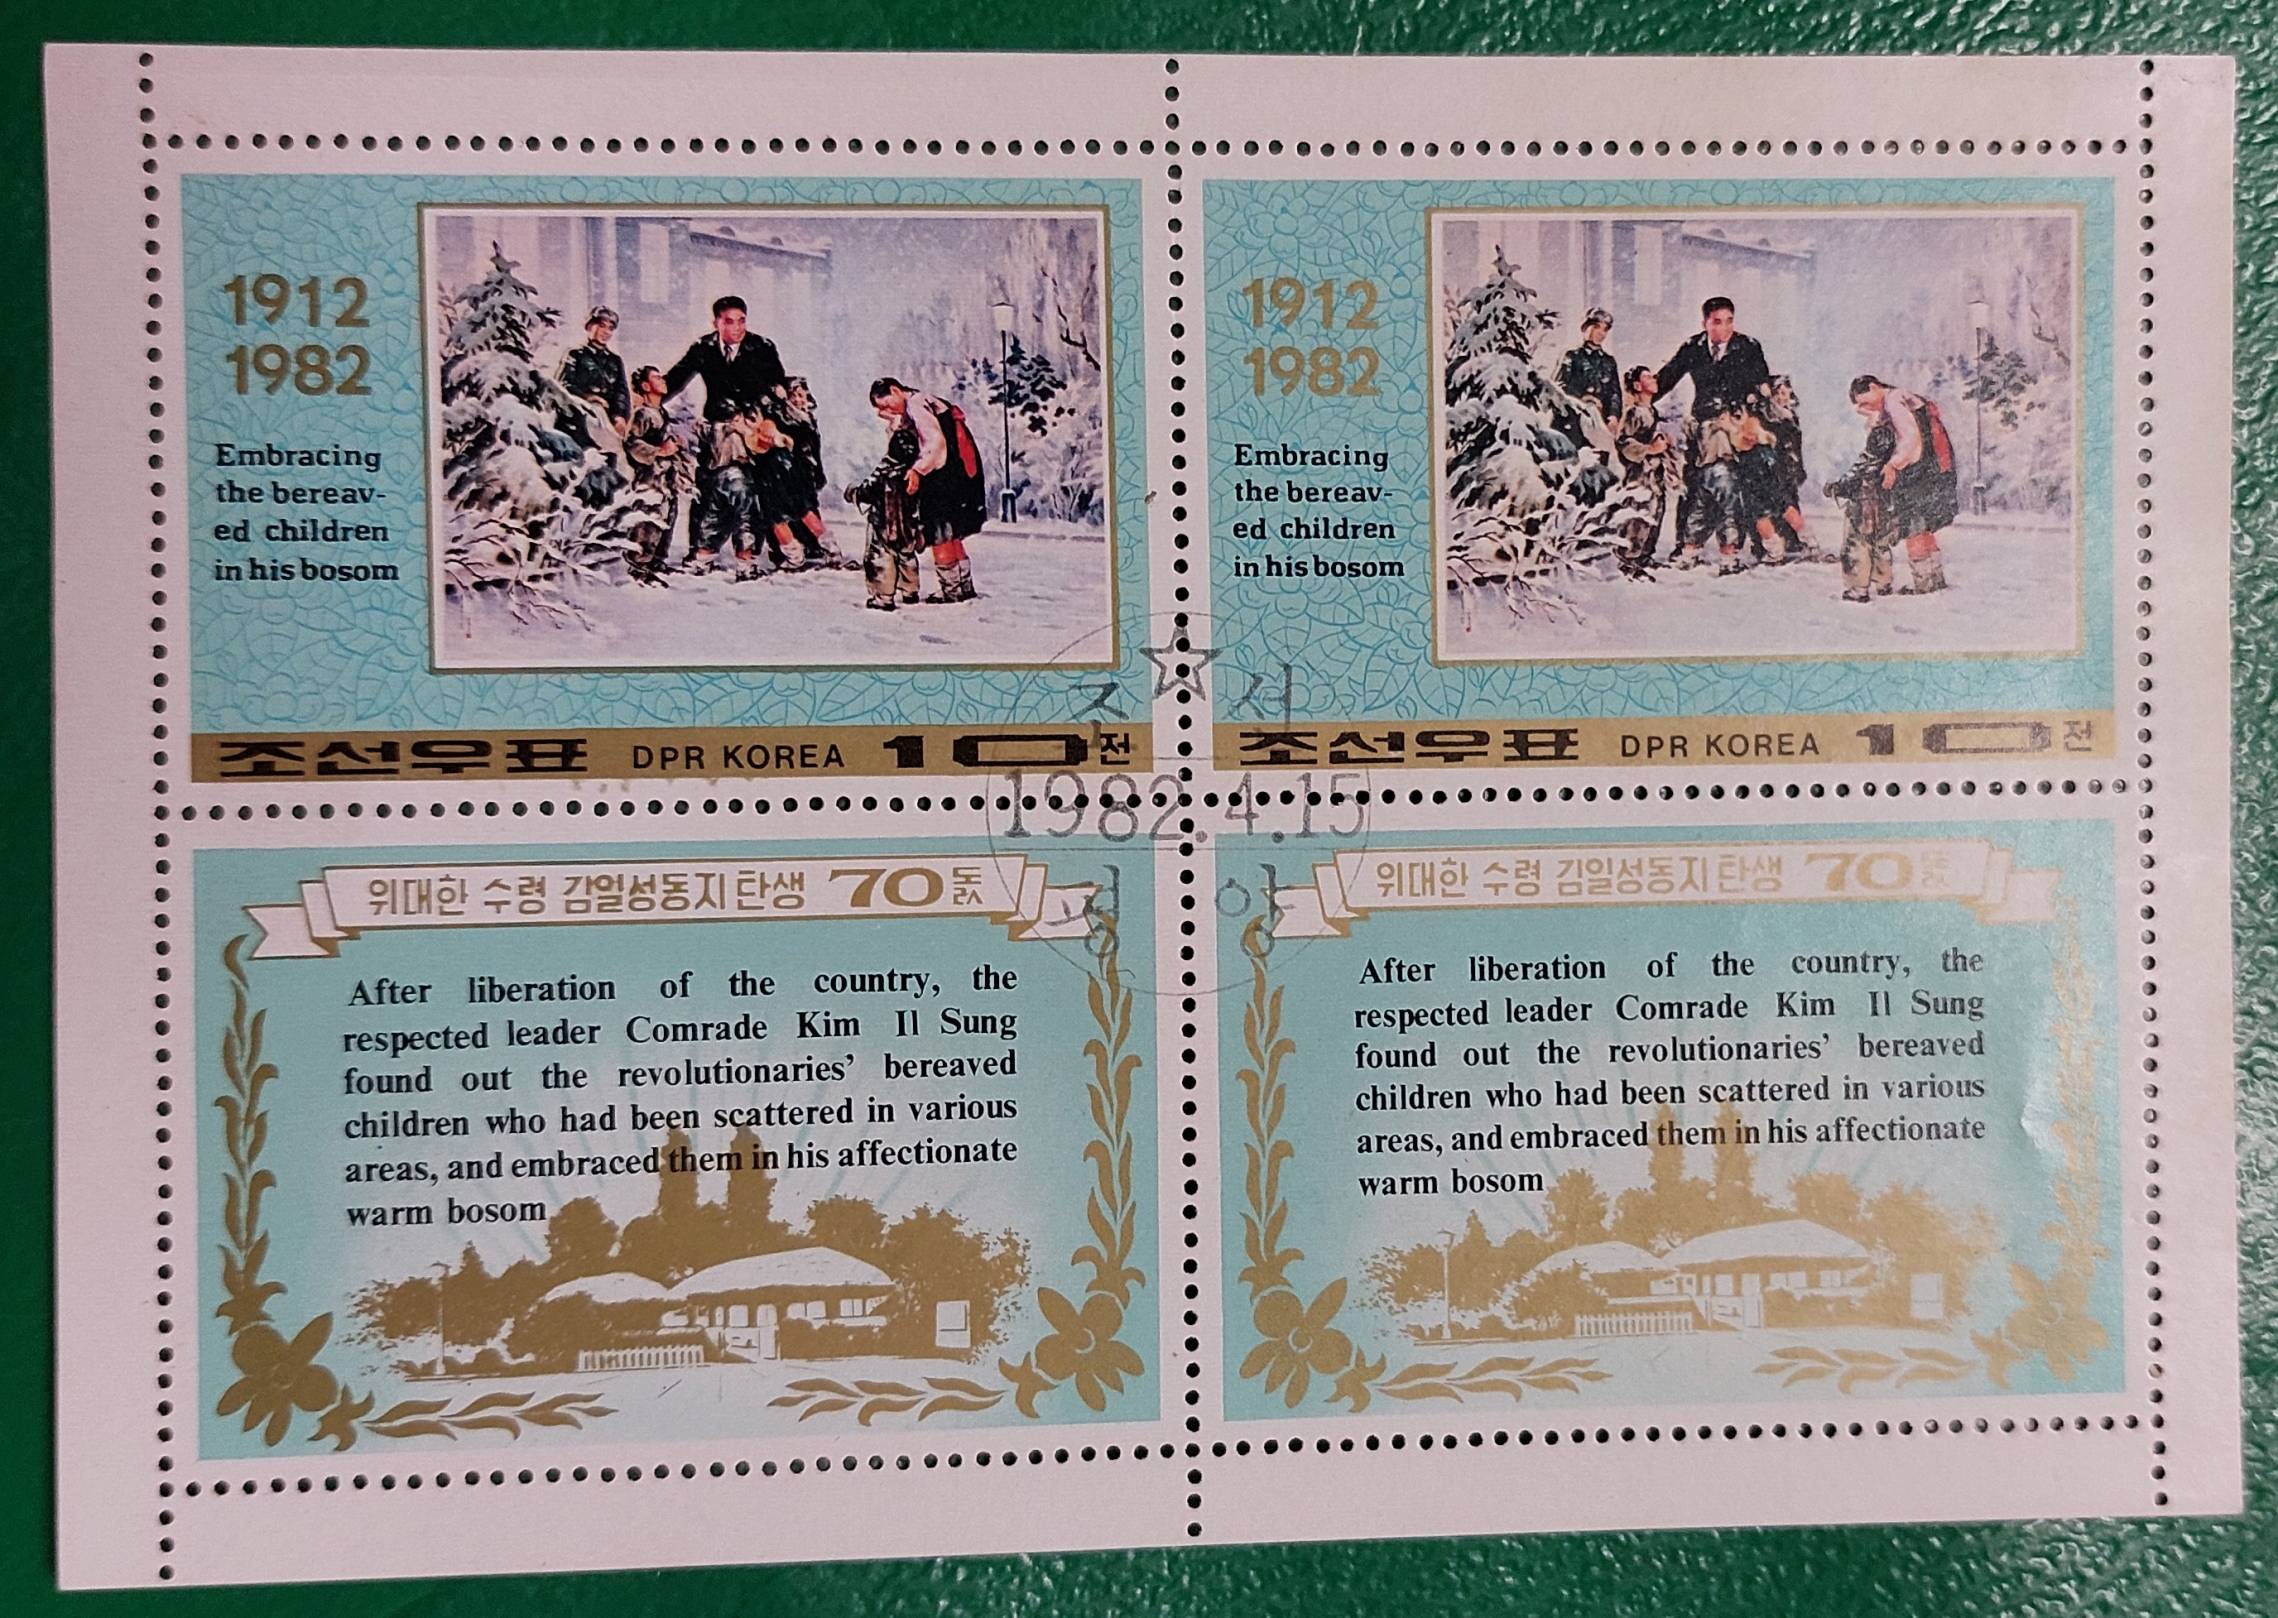 1912
1982
Embracing
the bereav-
ed children
in his bosom
조선우표 DPR KOREA 10 전
1912
1982
Embracing
the bereav-
ed children
in his bosom
조선우표 DPR KOREA 10 전
조선
1982.4.15
평양
위대한 수령 김일성동지 탄생 70돐
After liberation of the country, the
respected leader Comrade Kim Il Sung
found out the revolutionaries’ bereaved
children who had been scattered in various
areas, and embraced them in his affectionate
warm bosom
위대한 수령 김일성동지 탄생 70돐
After liberation of the country, the
respected leader Comrade Kim Il Sung
found out the revolutionaries’ bereaved
children who had been scattered in various
areas, and embraced them in his affectionate
warm bosom